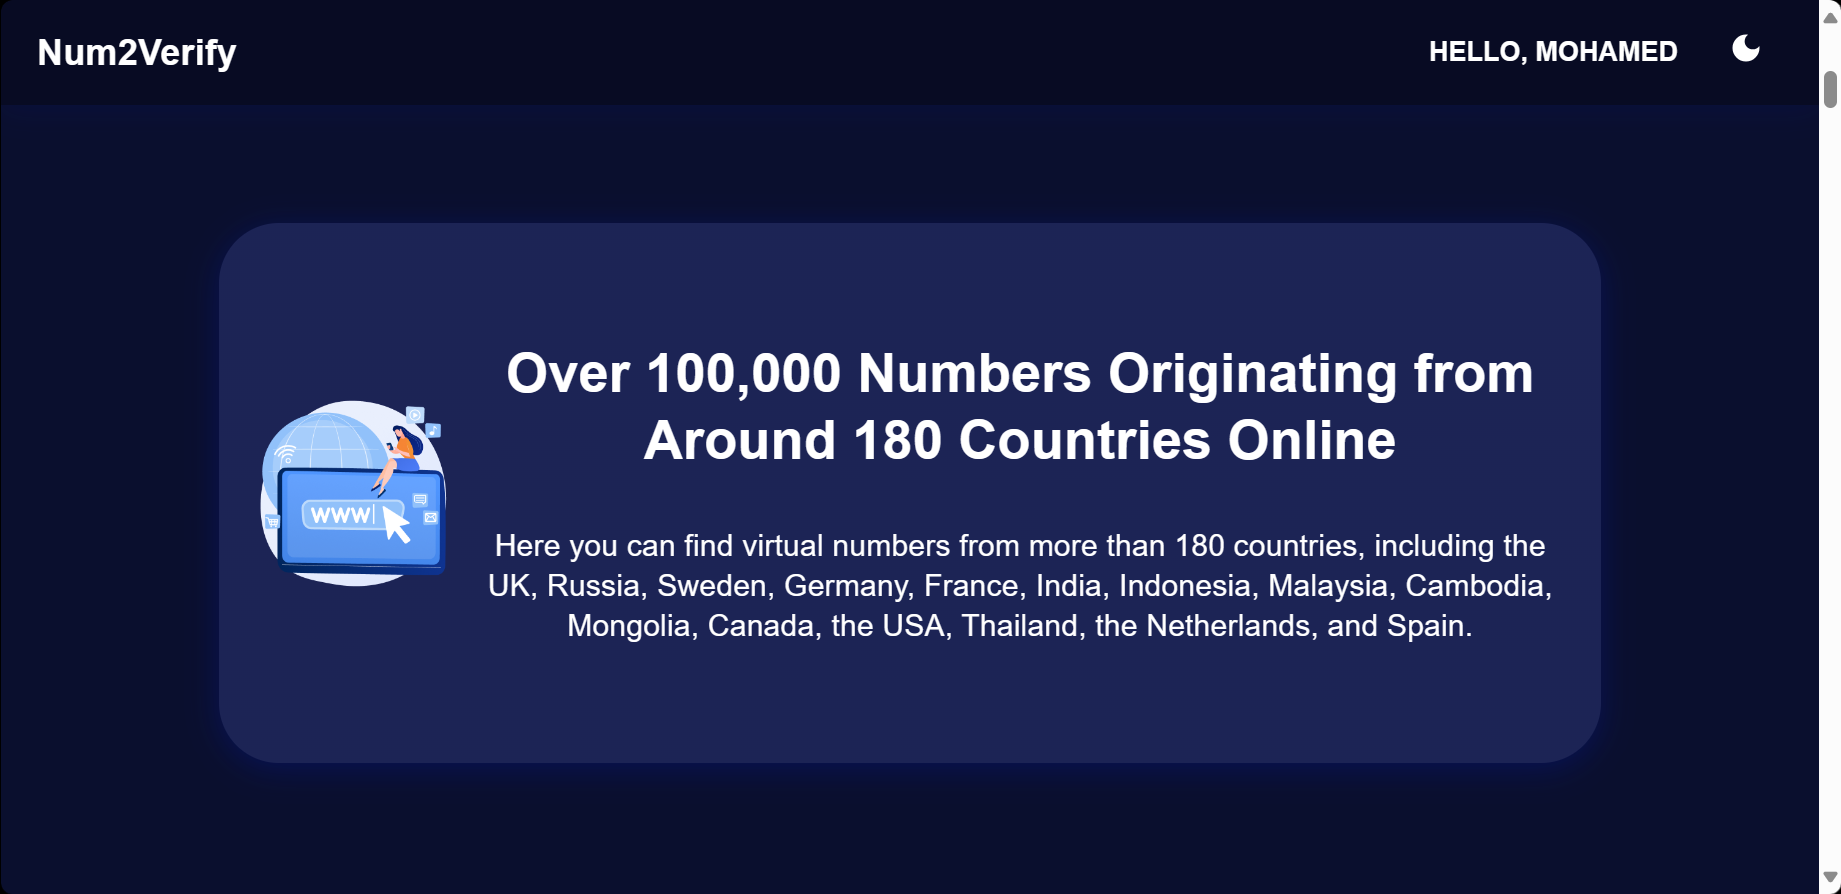 Num2Verify
HELLO, MOHAMED
Over 100,000 Numbers Originating from
Around 180 Countries Online
www
Here you can find virtual numbers from more than 180 countries, including the
UK, Russia, Sweden, Germany, France, India, Indonesia, Malaysia, Cambodia,
Mongolia, Canada, the USA, Thailand, the Netherlands, and Spain.